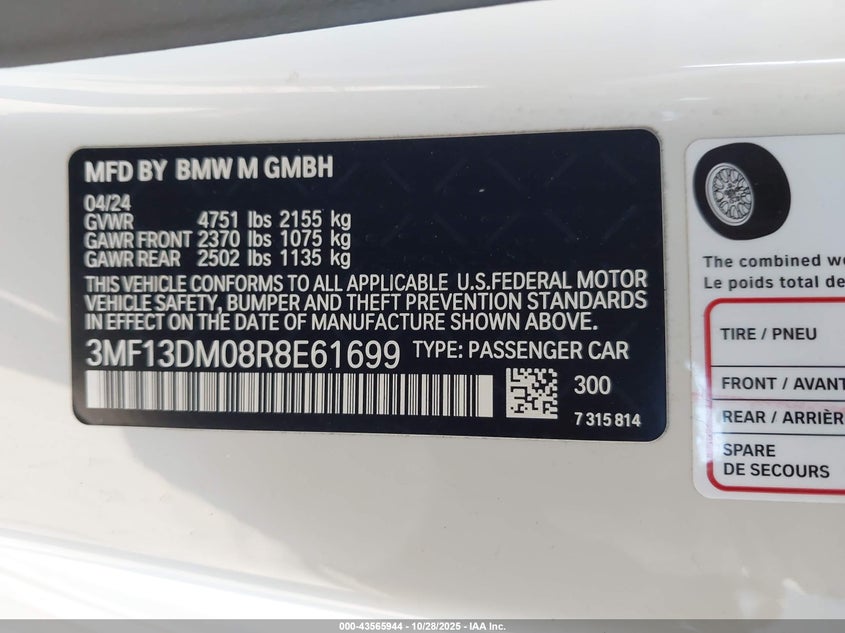 MFD BY BMW M GMBH
04/24
GVWR 4751 lbs 2155 kg
GAWR FRONT 2370 lbs 1075 kg
GAWR REAR 2502 lbs 1135 kg
THIS VEHICLE CONFORMS TO ALL APPLICABLE U.S.FEDERAL MOTOR
VEHICLE SAFETY, BUMPER AND THEFT PREVENTION STANDARDS
IN EFFECT ON THE DATE OF MANUFACTURE SHOWN ABOVE.
3MF13DM08R8E61699 TYPE: PASSENGER CAR
300
7 315 814
The combined
Le poids total
TIRE / PNEU
FRONT / AVANT
REAR / ARRIÈR
SPARE
DE SECOURS
000-43565944 | 10/28/2025 - IAA Inc.